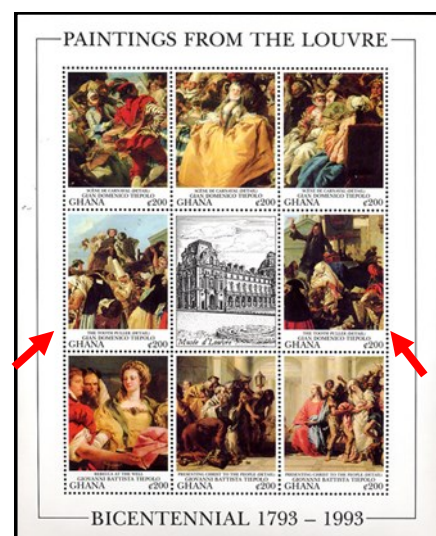 PAINTINGS FROM THE LOUVRE
SCÈNE DE CARNAVAL (DETAIL)
GIAN DOMENICO TIEPOLO
GHANA ¢200
SCÈNE DE CARNAVAL (DETAIL)
GIAN DOMENICO TIEPOLO
GHANA ¢200
SCÈNE DE CARNAVAL (DETAIL)
GIAN DOMENICO TIEPOLO
GHANA ¢200
THE TOOTH PULLER (DETAIL)
GIAN DOMENICO TIEPOLO
GHANA ¢200
Musée d'Louvre
THE TOOTH PULLER (DETAIL)
GIAN DOMENICO TIEPOLO
GHANA ¢200
REBECCA AT THE WELL
GIOVANNI BATTISTA TIEPOLO
GHANA ¢200
PRESENTING CHRIST TO THE PEOPLE (DETAIL)
GIOVANNI BATTISTA TIEPOLO
GHANA ¢200
PRESENTING CHRIST TO THE PEOPLE (DETAIL)
GIOVANNI BATTISTA TIEPOLO
GHANA ¢200
BICENTENNIAL 1793 – 1993